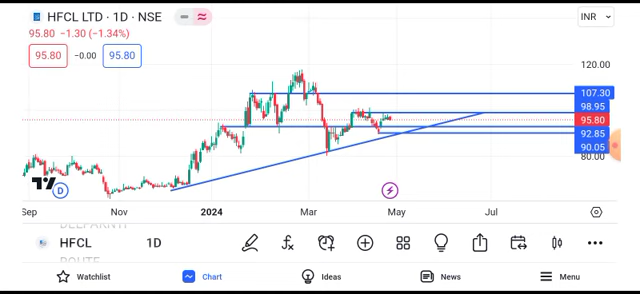 HFCL LTD · 1D · NSE
INR
95.80 −1.30 (−1.34%)
95.80 −0.00 95.80
120.00
107.30
98.95
95.80
92.85
90.05
80.00
D
Sep Nov 2024 Mar May Jul
HFCL 1D
ROUTE
Watchlist Chart Ideas News Menu